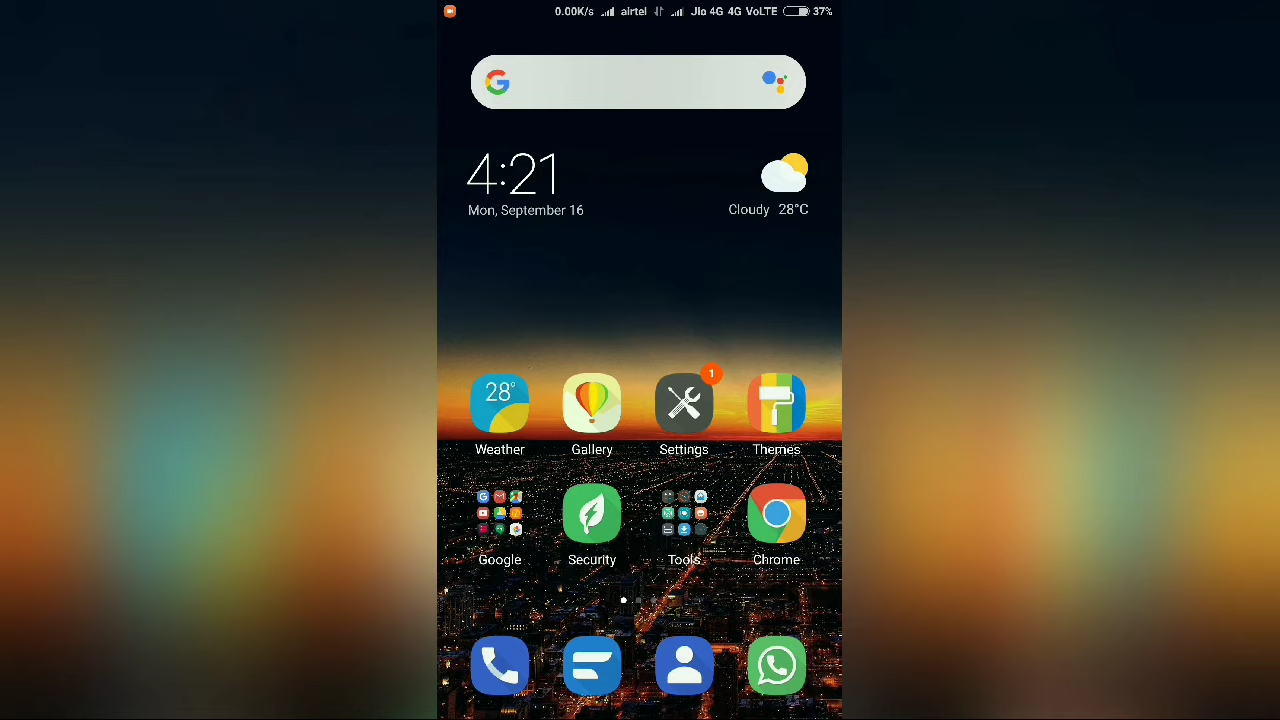 0.00K/s airtel Jio 4G 4G VoLTE 37%
4:21
Mon, September 16
Cloudy 28°C
28°
1
Weather Gallery Settings Themes
Google Security Tools Chrome